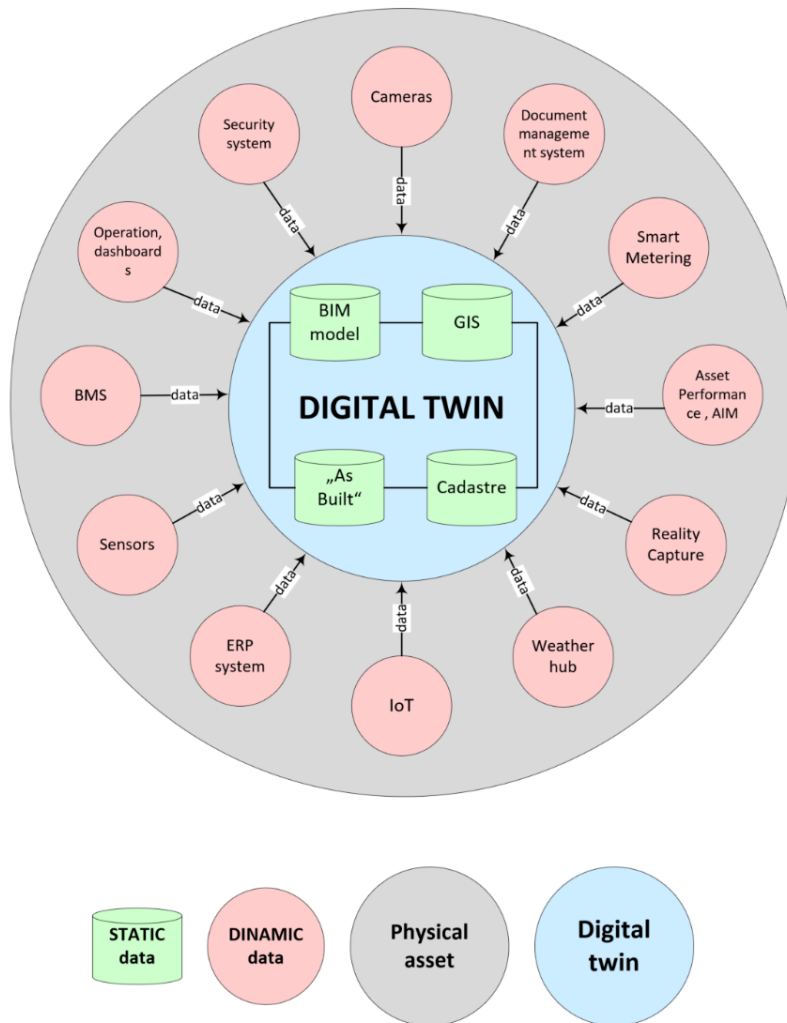 Cameras
data
Document
manageme
nt system
data
Smart
Metering
data
Asset
Performan
ce , AIM
data
Reality
Capture
data
Weather
hub
data
IoT
data
ERP
system
data
Sensors
data
BMS
data
Operation,
dashboard
s
data
Security
system
data
BIM
model
GIS
DIGITAL TWIN
„As
Built“
Cadastre
STATIC
data
DINAMIC
data
Physical
asset
Digital
twin